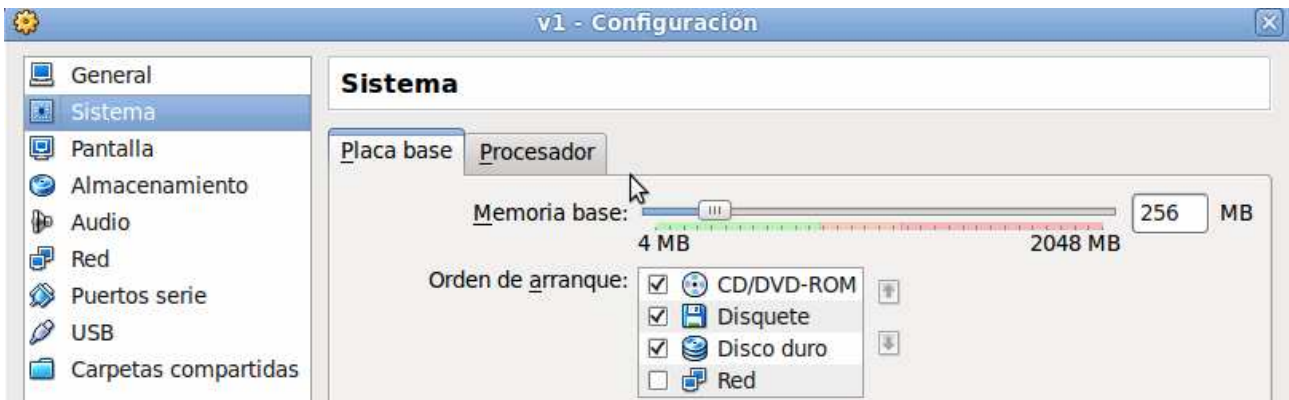 v1 - Configuración
General
Sistema
Pantalla
Almacenamiento
Audio
Red
Puertos serie
USB
Carpetas compartidas
Sistema
Placa base Procesador
Memoria base: 256 MB
4 MB 2048 MB
Orden de arranque: CD/DVD-ROM
Disquete
Disco duro
Red